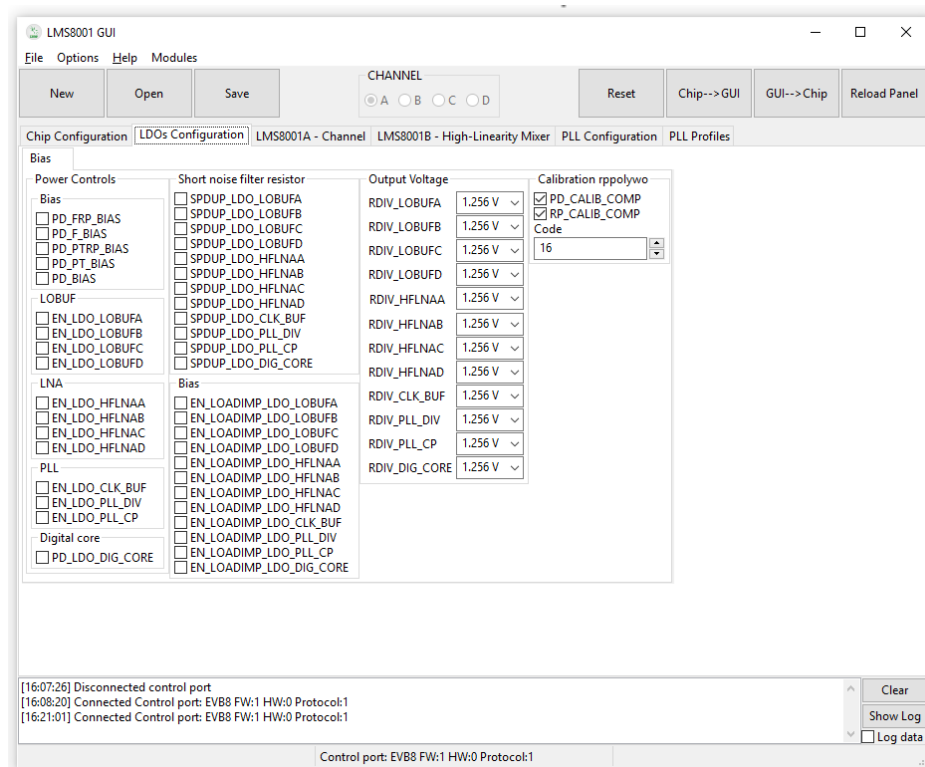 LMS8001 GUI
File Options Help Modules
New Open Save
CHANNEL
A B C D
Reset Chip-->GUI GUI-->Chip Reload Panel
Chip Configuration LDOs Configuration LMS8001A - Channel LMS8001B - High-Linearity Mixer PLL Configuration PLL Profiles
Bias
Power Controls
Bias
PD_FRP_BIAS
PD_F_BIAS
PD_PTRP_BIAS
PD_PT_BIAS
PD_BIAS
LOBUF
EN_LDO_LOBUFA
EN_LDO_LOBUFB
EN_LDO_LOBUFC
EN_LDO_LOBUFD
LNA
EN_LDO_HFLNAA
EN_LDO_HFLNAB
EN_LDO_HFLNAC
EN_LDO_HFLNAD
PLL
EN_LDO_CLK_BUF
EN_LDO_PLL_DIV
EN_LDO_PLL_CP
Digital core
PD_LDO_DIG_CORE
Short noise filter resistor
SPDUP_LDO_LOBUFA
SPDUP_LDO_LOBUFB
SPDUP_LDO_LOBUFC
SPDUP_LDO_LOBUFD
SPDUP_LDO_HFLNAA
SPDUP_LDO_HFLNAB
SPDUP_LDO_HFLNAC
SPDUP_LDO_HFLNAD
SPDUP_LDO_CLK_BUF
SPDUP_LDO_PLL_DIV
SPDUP_LDO_PLL_CP
SPDUP_LDO_DIG_CORE
Bias
EN_LOADIMP_LDO_LOBUFA
EN_LOADIMP_LDO_LOBUFB
EN_LOADIMP_LDO_LOBUFC
EN_LOADIMP_LDO_LOBUFD
EN_LOADIMP_LDO_HFLNAA
EN_LOADIMP_LDO_HFLNAB
EN_LOADIMP_LDO_HFLNAC
EN_LOADIMP_LDO_HFLNAD
EN_LOADIMP_LDO_CLK_BUF
EN_LOADIMP_LDO_PLL_DIV
EN_LOADIMP_LDO_PLL_CP
EN_LOADIMP_LDO_DIG_CORE
Output Voltage
RDIV_LOBUFA 1.256 V
RDIV_LOBUFB 1.256 V
RDIV_LOBUFC 1.256 V
RDIV_LOBUFD 1.256 V
RDIV_HFLNAA 1.256 V
RDIV_HFLNAB 1.256 V
RDIV_HFLNAC 1.256 V
RDIV_HFLNAD 1.256 V
RDIV_CLK_BUF 1.256 V
RDIV_PLL_DIV 1.256 V
RDIV_PLL_CP 1.256 V
RDIV_DIG_CORE 1.256 V
Calibration rppolywo
PD_CALIB_COMP
RP_CALIB_COMP
Code
16
[16:07:26] Disconnected control port
[16:08:20] Connected Control port: EVB8 FW:1 HW:0 Protocol:1
[16:21:01] Connected Control port: EVB8 FW:1 HW:0 Protocol:1
Clear
Show Log
Log data
Control port: EVB8 FW:1 HW:0 Protocol:1